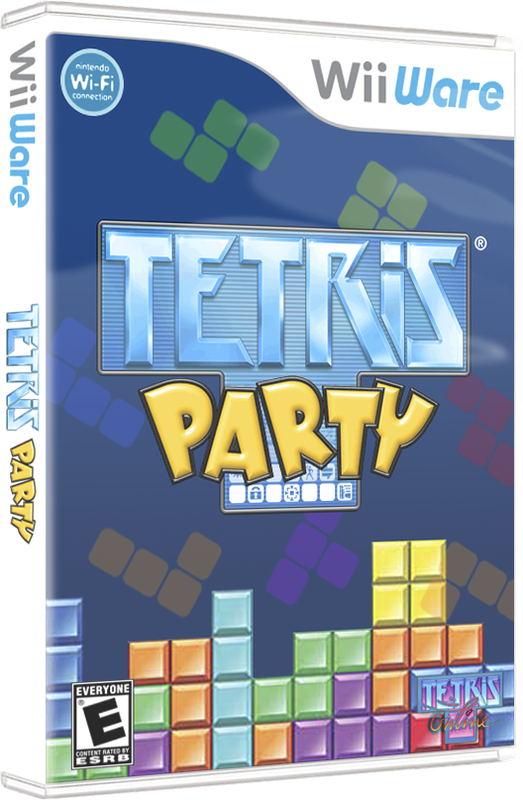 nintendo
Wi-Fi
connection
WiiWare
WiiWare
TETRiS®
PARTY
TETRiS PARTY
EVERYONE
E
®
CONTENT RATED BY
ESRB
TETRiS
Online